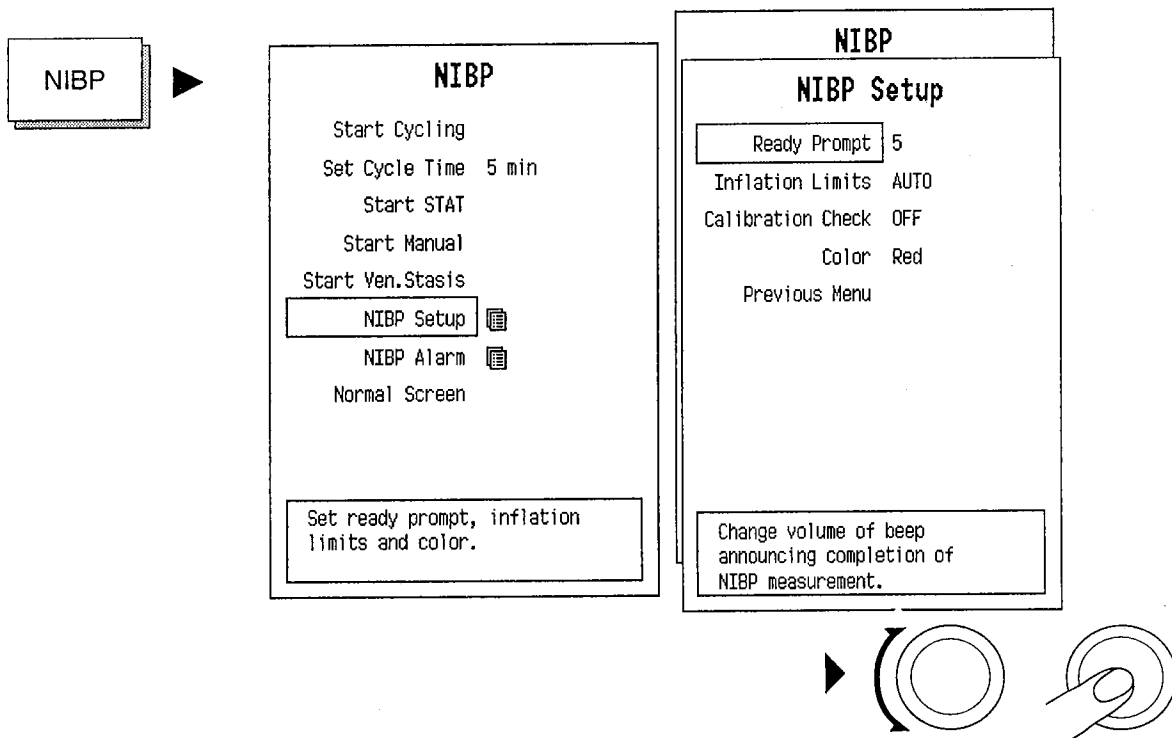 NIBP
NIBP
Start Cycling
Set Cycle Time 5 min
Start STAT
Start Manual
Start Ven.Stasis
NIBP Setup
NIBP Alarm
Normal Screen
Set ready prompt, inflation
limits and color.
NIBP
NIBP Setup
Ready Prompt 5
Inflation Limits AUTO
Calibration Check OFF
Color Red
Previous Menu
Change volume of beep
announcing completion of
NIBP measurement.